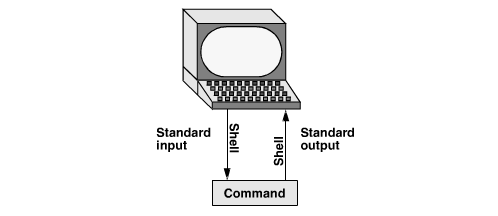 Standard
input
Shell
Shell
Standard
output
Command